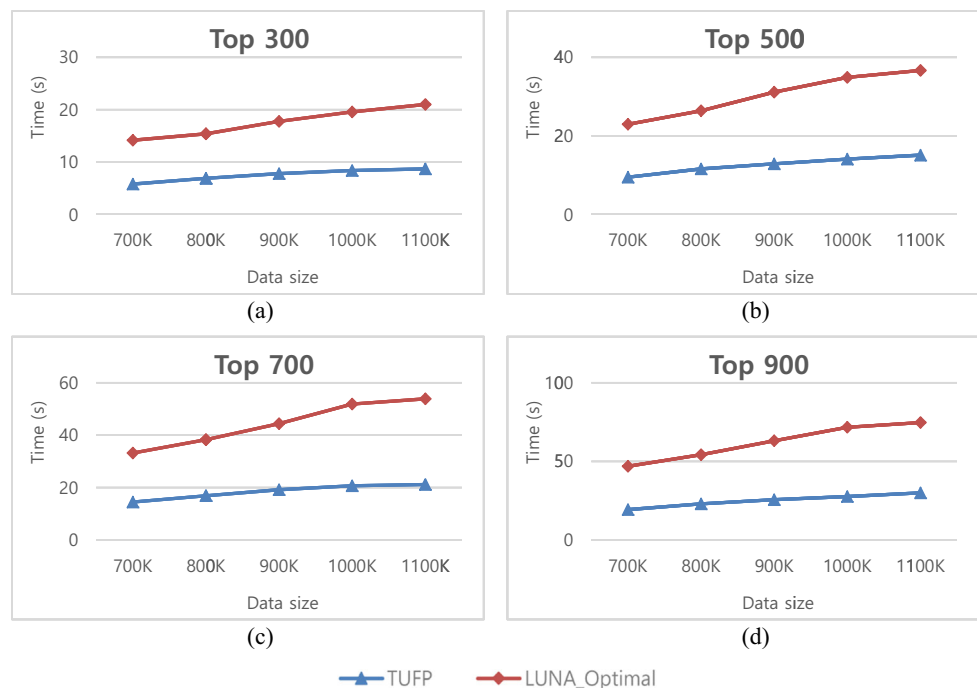 Top 300
Time (s)
30
20
10
0
700K 800K 900K 1000K 1100K
Data size
(a)
Top 500
Time (s)
40
20
0
700K 800K 900K 1000K 1100K
Data size
(b)
Top 700
Time (s)
60
40
20
0
700K 800K 900K 1000K 1100K
Data size
(c)
Top 900
Time (s)
100
50
0
700K 800K 900K 1000K 1100K
Data size
(d)
TUFP LUNA_Optimal